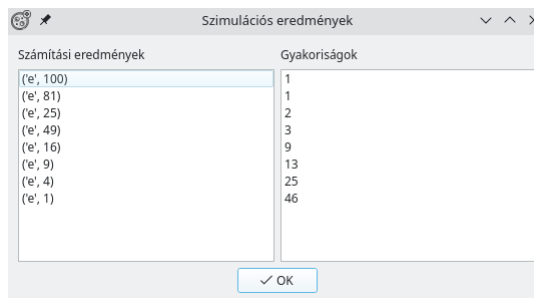 Szimulációs eredmények
Számítási eredmények
Gyakoriságok
('e', 100)
('e', 81)
('e', 25)
('e', 49)
('e', 16)
('e', 9)
('e', 4)
('e', 1)
1
1
2
3
9
13
25
46
OK